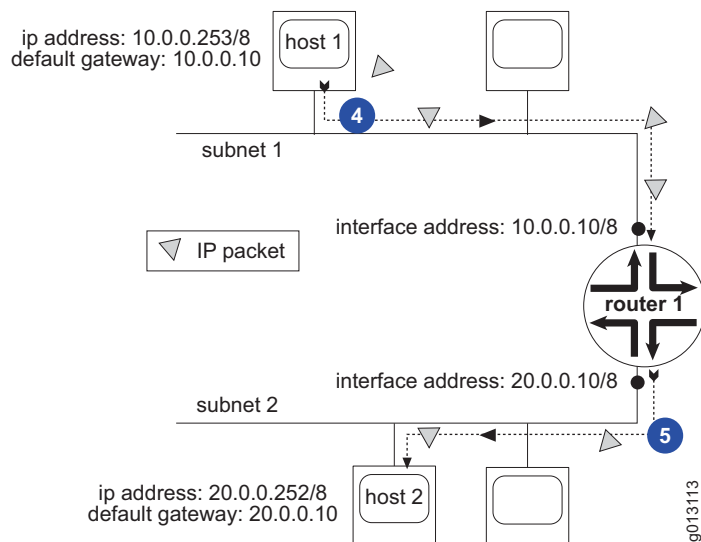 ip address: 10.0.0.253/8
default gateway: 10.0.0.10
host 1
4
subnet 1
interface address: 10.0.0.10/8
IP packet
router 1
interface address: 20.0.0.10/8
subnet 2
5
ip address: 20.0.0.252/8
default gateway: 20.0.0.10
host 2
g013113